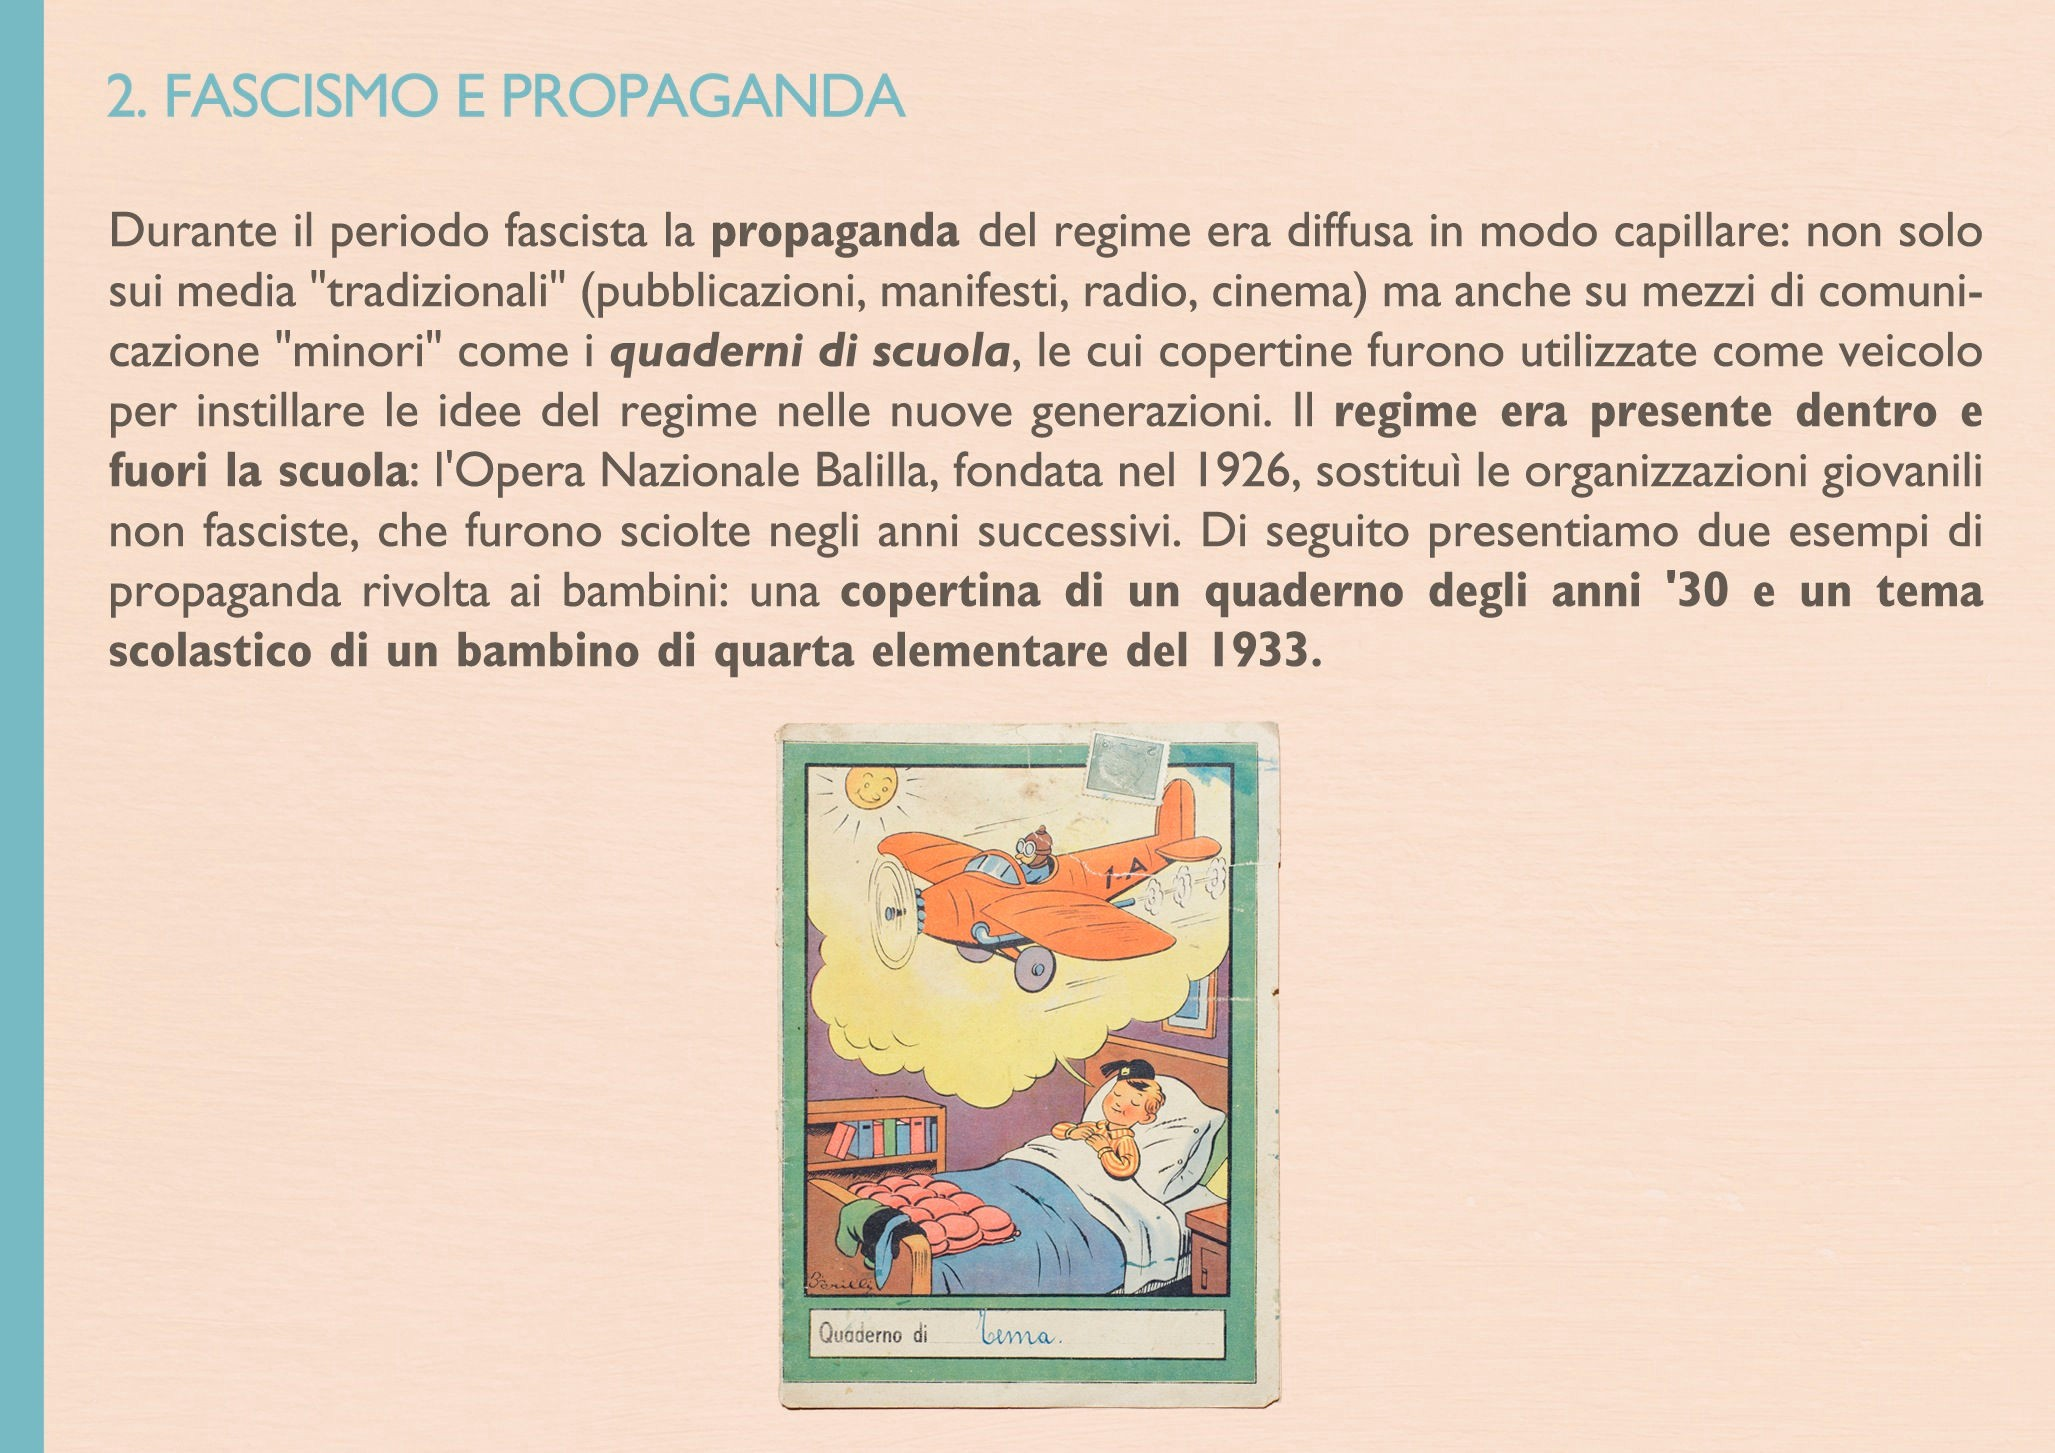 2. FASCISMO E PROPAGANDA
Durante il periodo fascista la propaganda del regime era diffusa in modo capillare: non solo
sui media "tradizionali" (pubblicazioni, manifesti, radio, cinema) ma anche su mezzi di comuni-
cazione "minori" come i quaderni di scuola, le cui copertine furono utilizzate come veicolo
per instillare le idee del regime nelle nuove generazioni. Il regime era presente dentro e
fuori la scuola: l'Opera Nazionale Balilla, fondata nel 1926, sostituì le organizzazioni giovanili
non fasciste, che furono sciolte negli anni successivi. Di seguito presentiamo due esempi di
propaganda rivolta ai bambini: una copertina di un quaderno degli anni '30 e un tema
scolastico di un bambino di quarta elementare del 1933.
1-A
Quaderno di Tema.